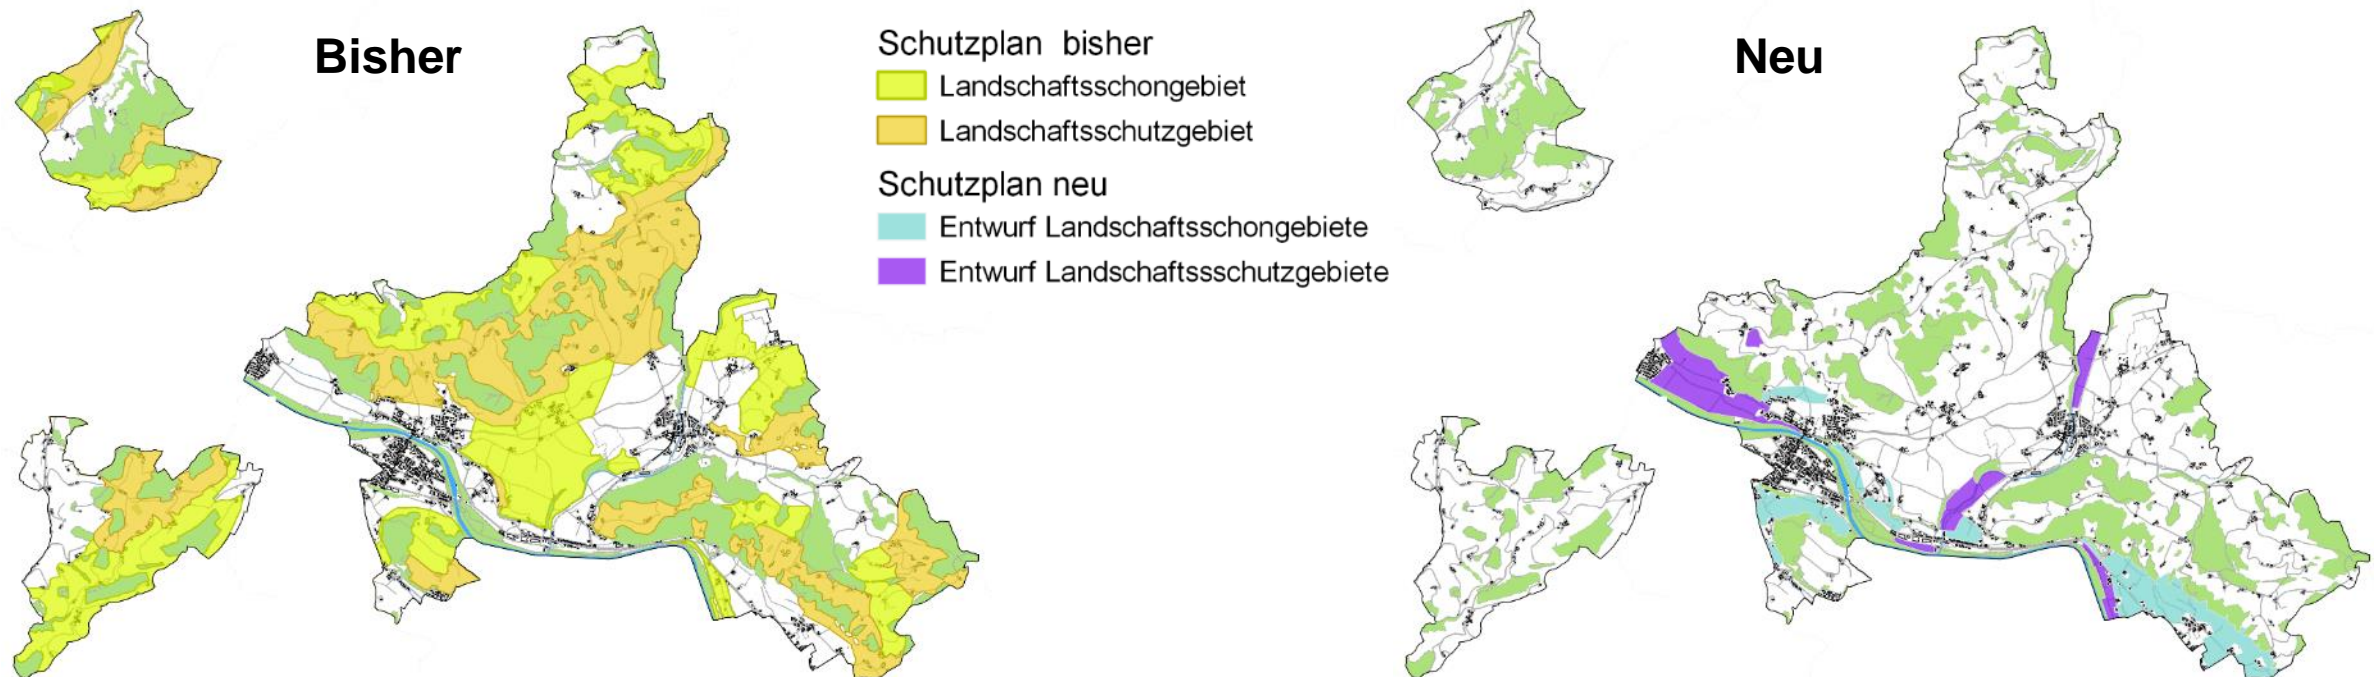 Bisher
Schutzplan bisher
Landschaftsschongebiet
Landschaftsschutzgebiet
Schutzplan neu
Entwurf Landschaftsschongebiete
Entwurf Landschaftssschutzgebiete
Neu